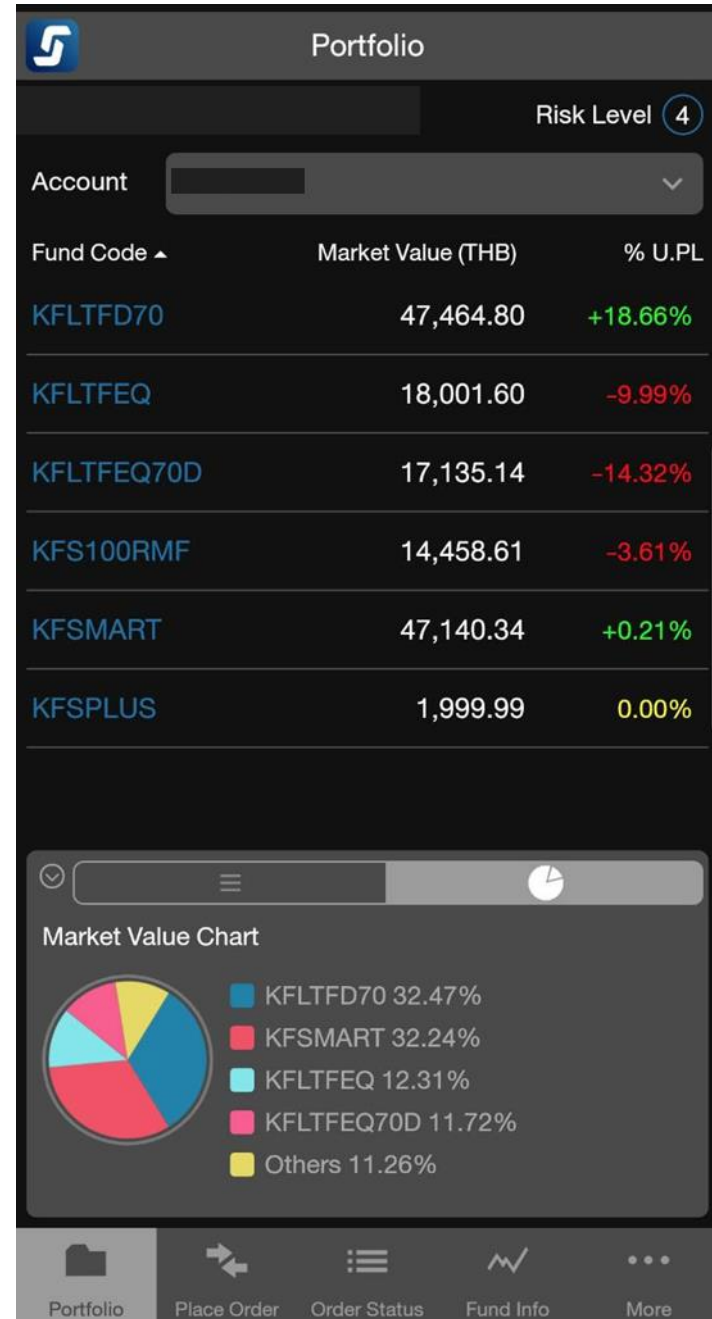 Portfolio
Risk Level 4
Account
Fund Code Market Value (THB) % U.PL
KFLTFD70 47,464.80 +18.66%
KFLTFEQ 18,001.60 -9.99%
KFLTFEQ70D 17,135.14 -14.32%
KFS100RMF 14,458.61 -3.61%
KFSMART 47,140.34 +0.21%
KFSPLUS 1,999.99 0.00%
Market Value Chart
KFLTFD70 32.47%
KFSMART 32.24%
KFLTFEQ 12.31%
KFLTFEQ70D 11.72%
Others 11.26%
Portfolio Place Order Order Status Fund Info More